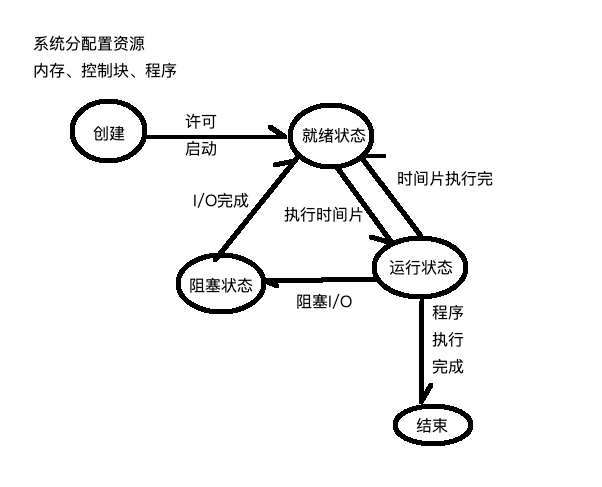 系统分配置资源
内存、控制块、程序
创建
许可
启动
就绪状态
时间片执行完
I/O完成
执行时间片
运行状态
阻塞状态
阻塞I/O
程序
执行
完成
结束